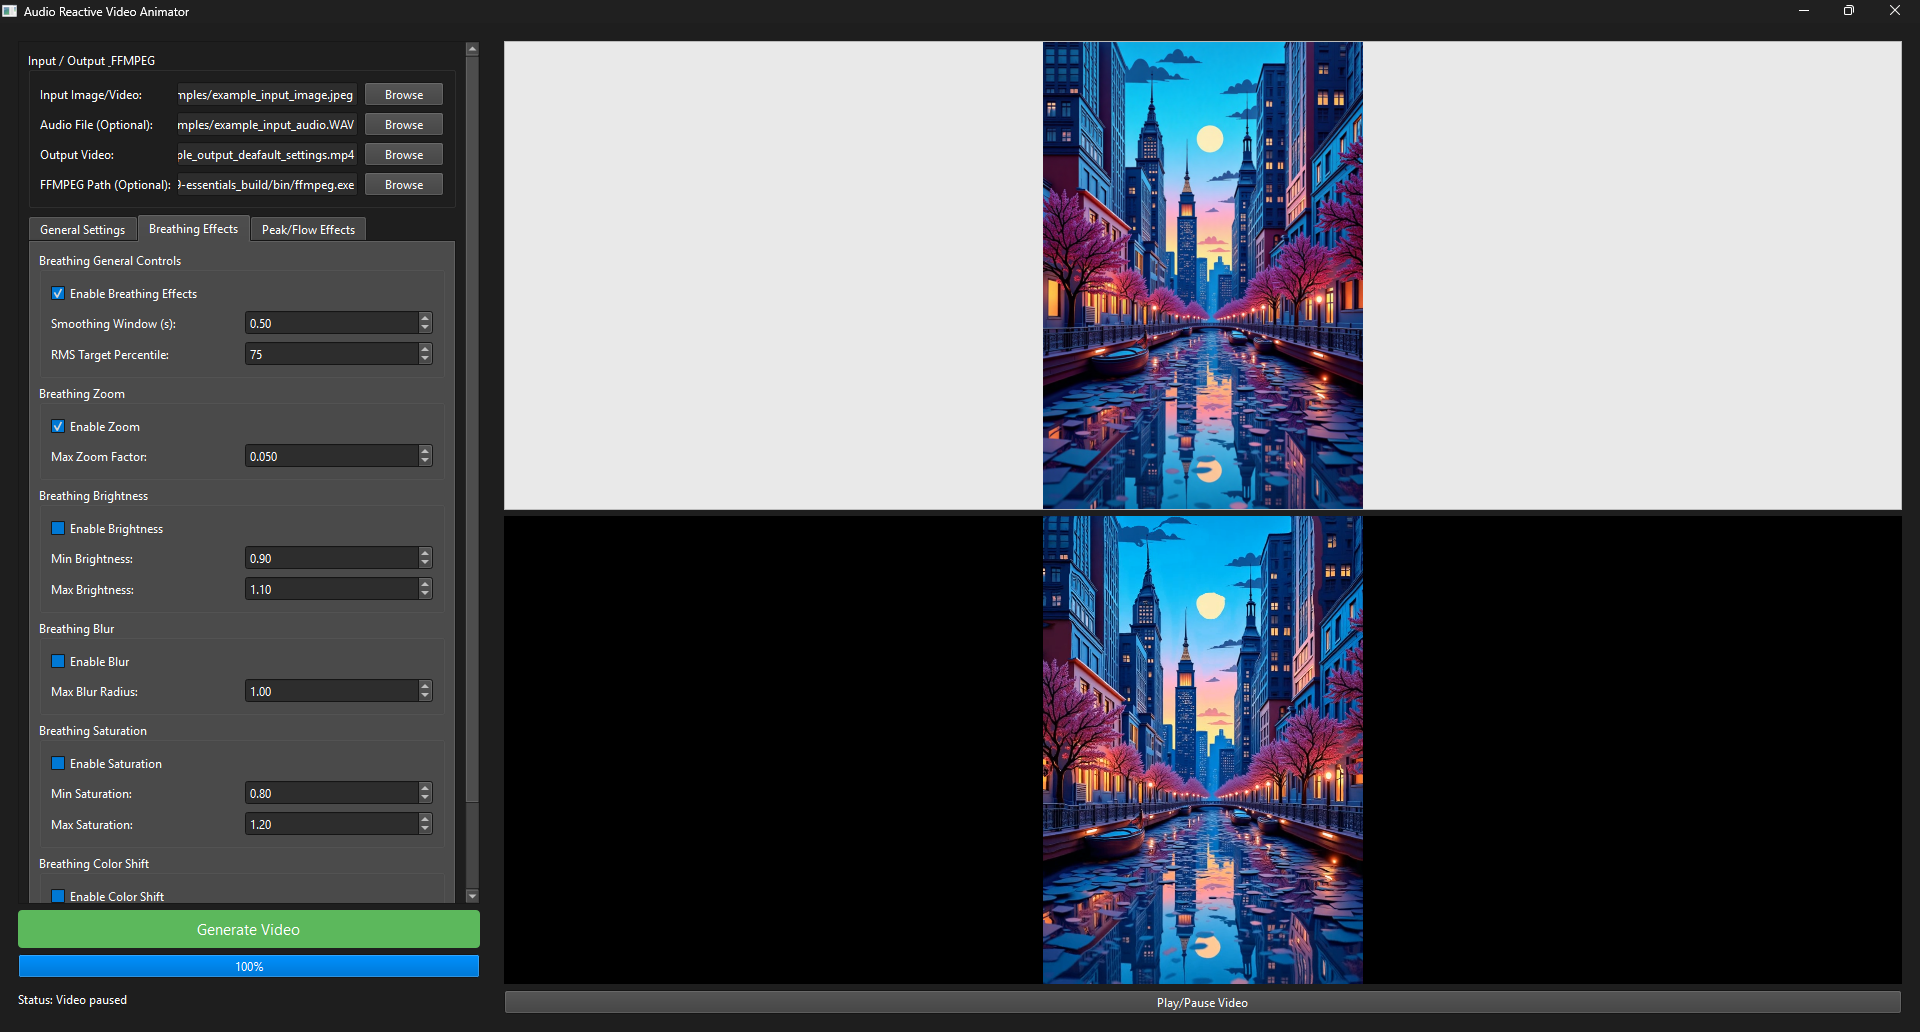 Audio Reactive Video Animator
Input / Output _FFMPEG
Input Image/Video: mples/example_input_image.jpeg Browse
Audio File (Optional): mples/example_input_audio.WAV Browse
Output Video: ple_output_deafault_settings.mp4 Browse
FFMPEG Path (Optional): 9-essentials_build/bin/ffmpeg.exe Browse
General Settings Breathing Effects Peak/Flow Effects
Breathing General Controls
Enable Breathing Effects
Smoothing Window (s): 0.50
RMS Target Percentile: 75
Breathing Zoom
Enable Zoom
Max Zoom Factor: 0.050
Breathing Brightness
Enable Brightness
Min Brightness: 0.90
Max Brightness: 1.10
Breathing Blur
Enable Blur
Max Blur Radius: 1.00
Breathing Saturation
Enable Saturation
Min Saturation: 0.80
Max Saturation: 1.20
Breathing Color Shift
Enable Color Shift
Generate Video
100%
Status: Video paused
Play/Pause Video